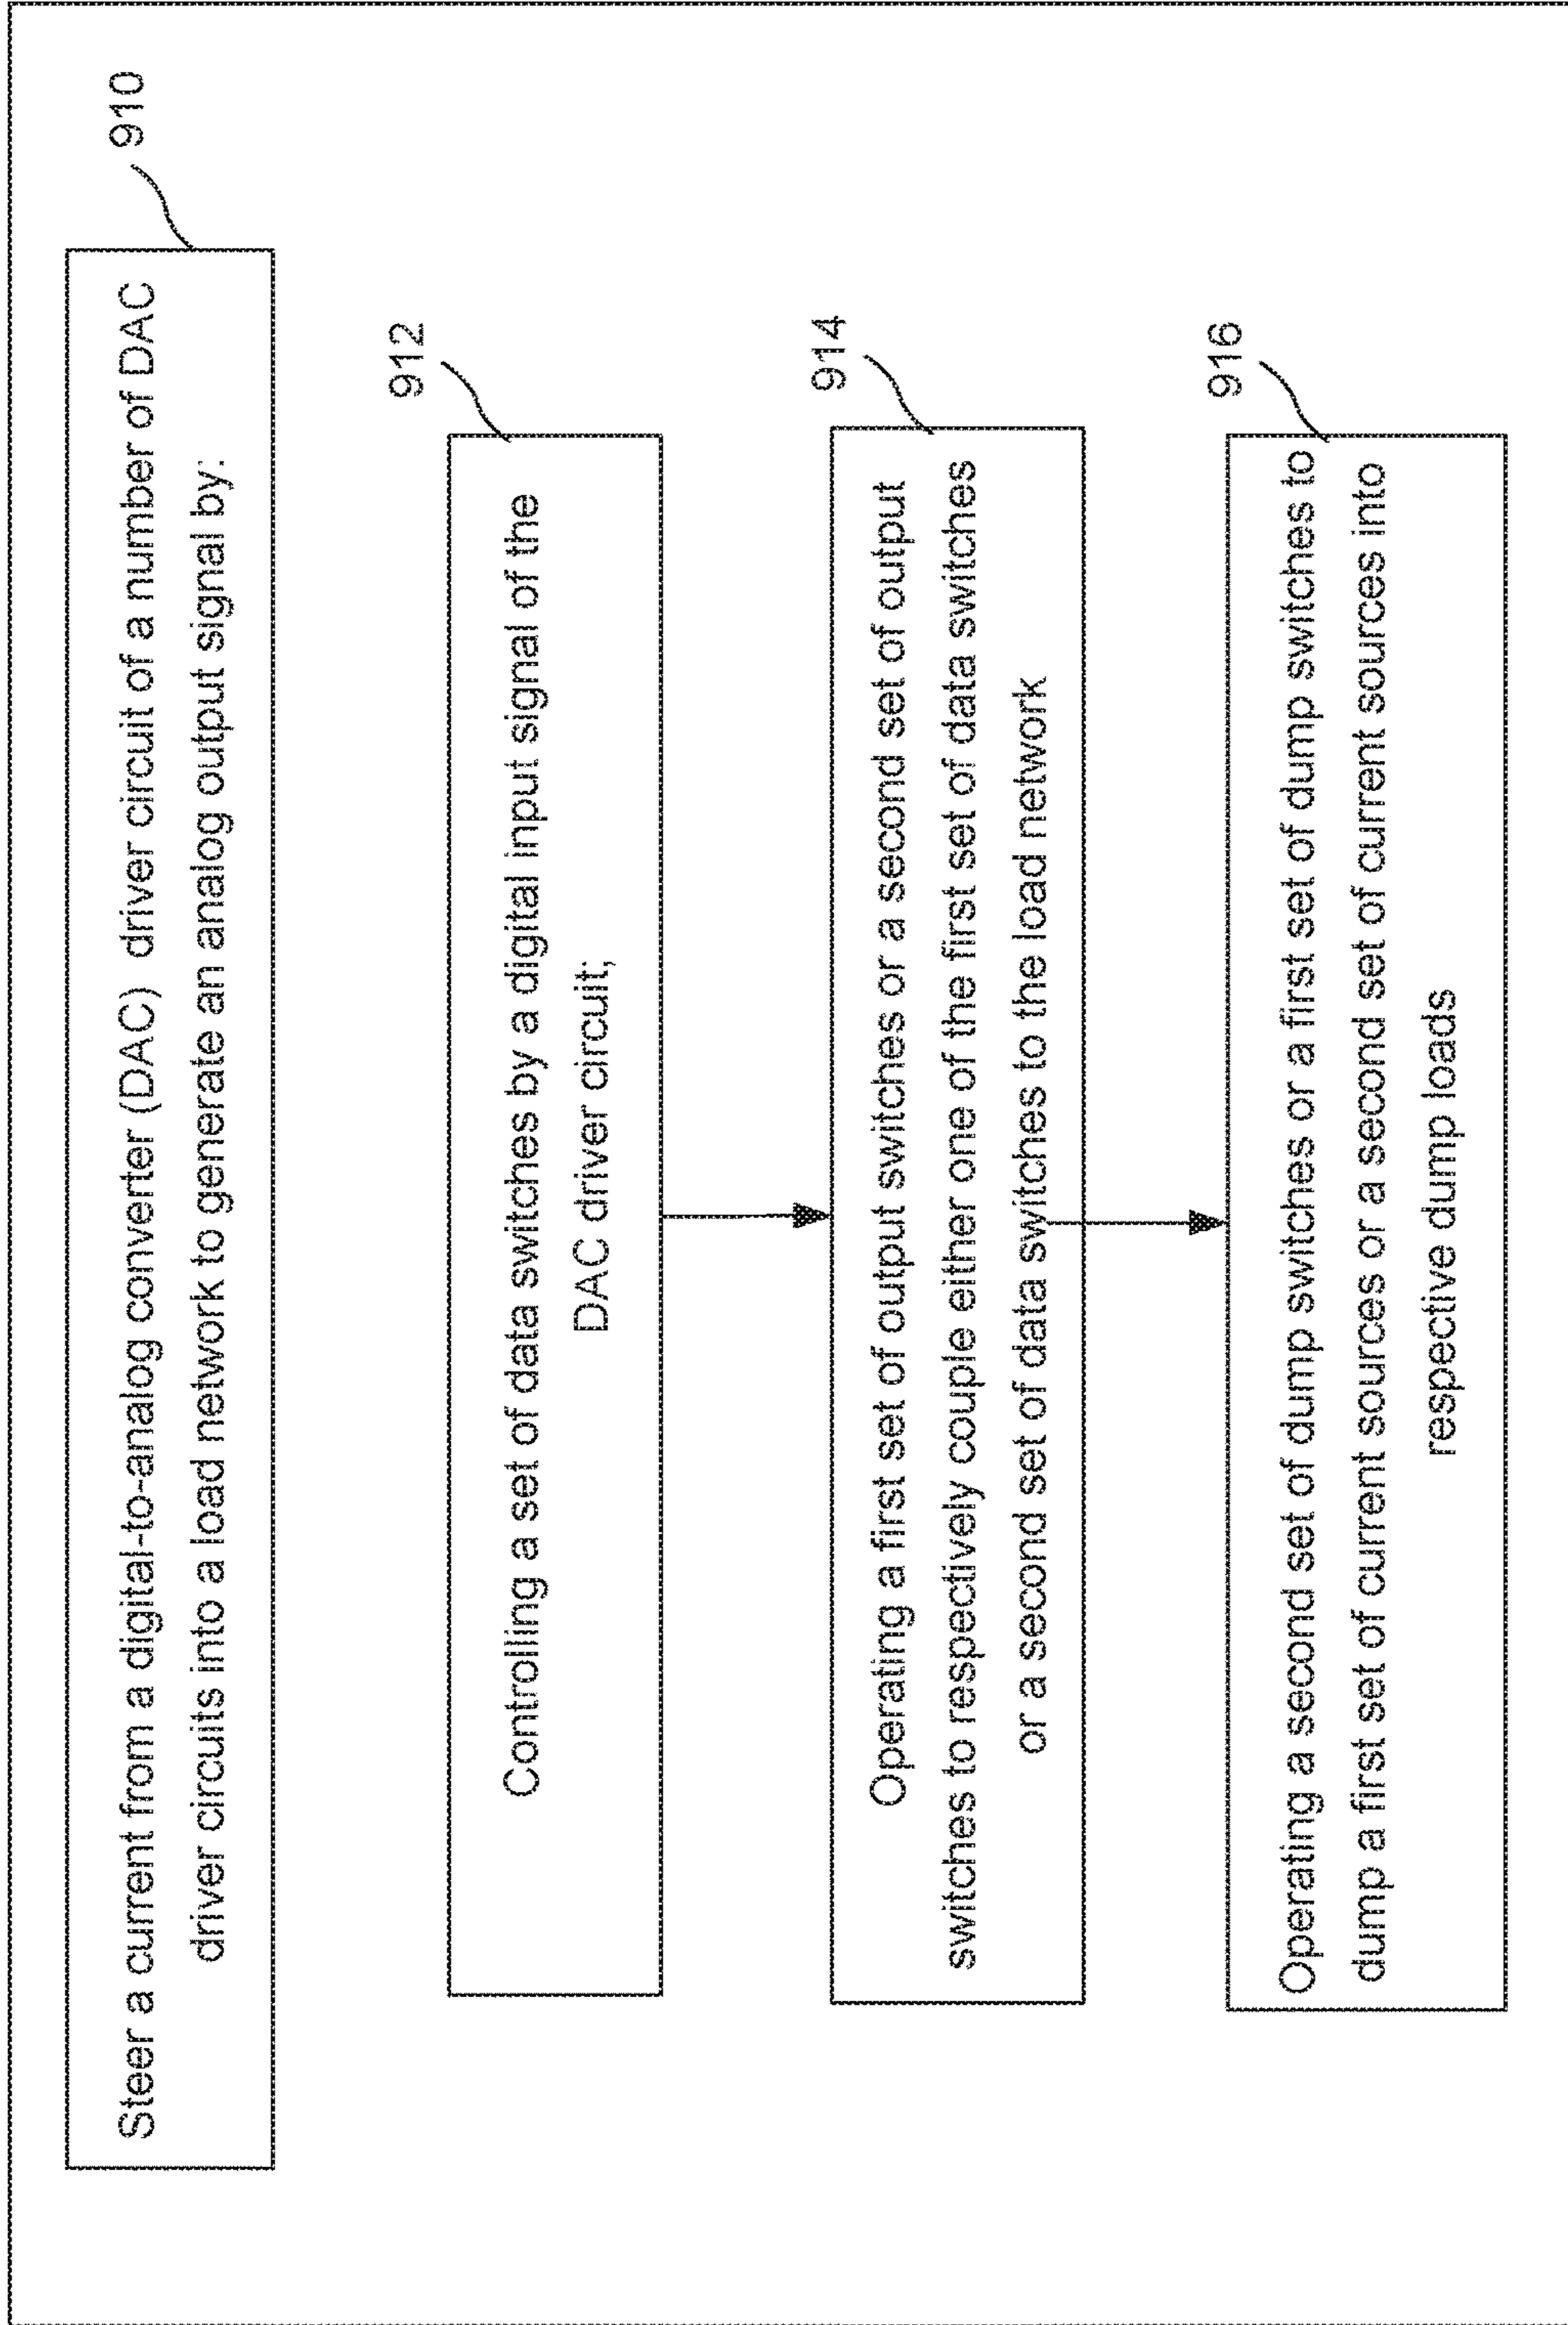 910
Steer a current from a digital-to-analog converter (DAC) driver circuit of a number of DAC
driver circuits into a load network to generate an analog output signal by:
912
Controlling a set of data switches by a digital input signal of the
DAC driver circuit;
914
Operating a first set of output switches or a second set of output
switches to respectively couple either one of the first set of data switches
or a second set of data switches to the load network
916
Operating a second set of dump switches or a first set of dump switches to
dump a first set of current sources or a second set of current sources into
respective dump loads